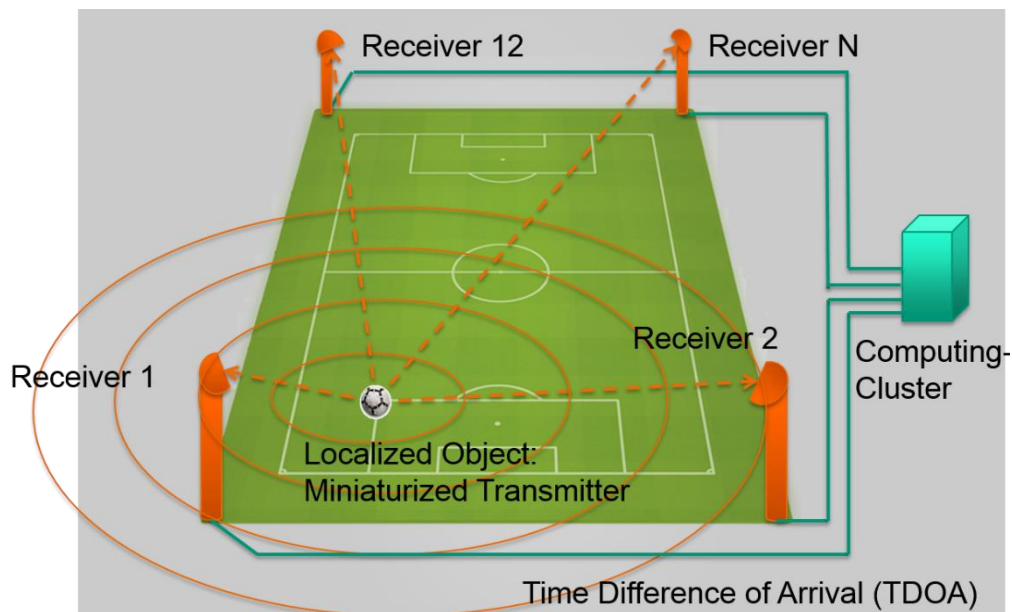 Receiver 12
Receiver N
Receiver 1
Receiver 2
Computing-
Cluster
Localized Object:
Miniaturized Transmitter
Time Difference of Arrival (TDOA)